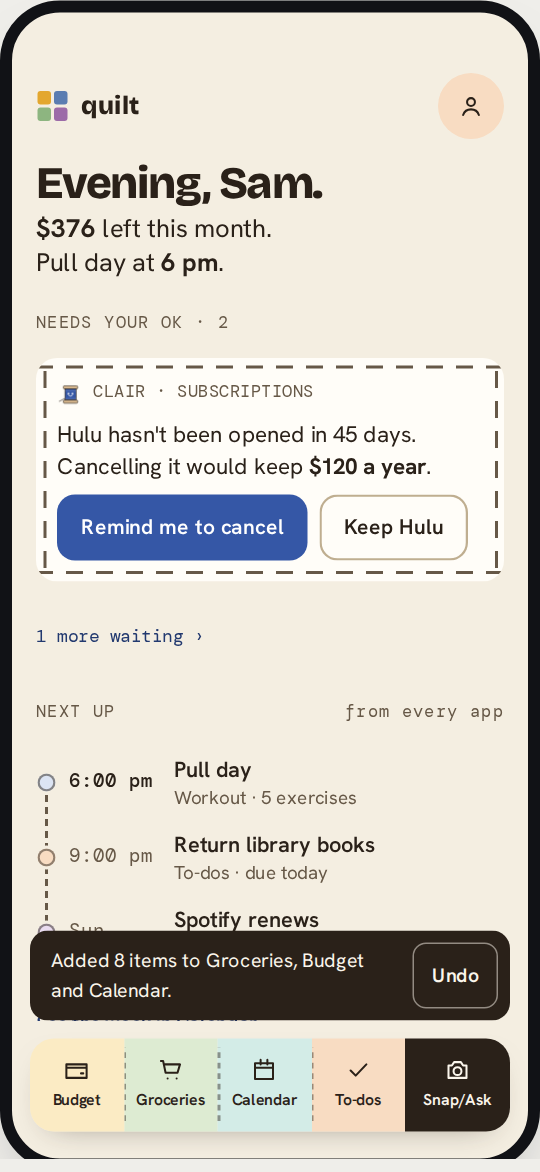 quilt
Evening, Sam.
$376 left this month.
Pull day at 6 pm.
NEEDS YOUR OK · 2
CLAIR · SUBSCRIPTIONS
Hulu hasn't been opened in 45 days.
Cancelling it would keep $120 a year.
Remind me to cancel
Keep Hulu
1 more waiting ›
NEXT UP
from every app
6:00 pm
Pull day
Workout · 5 exercises
9:00 pm
Return library books
To-dos · due today
Sun
Spotify renews
Added 8 items to Groceries, Budget
and Calendar.
Undo
Budget
Groceries
Calendar
To-dos
Snap/Ask